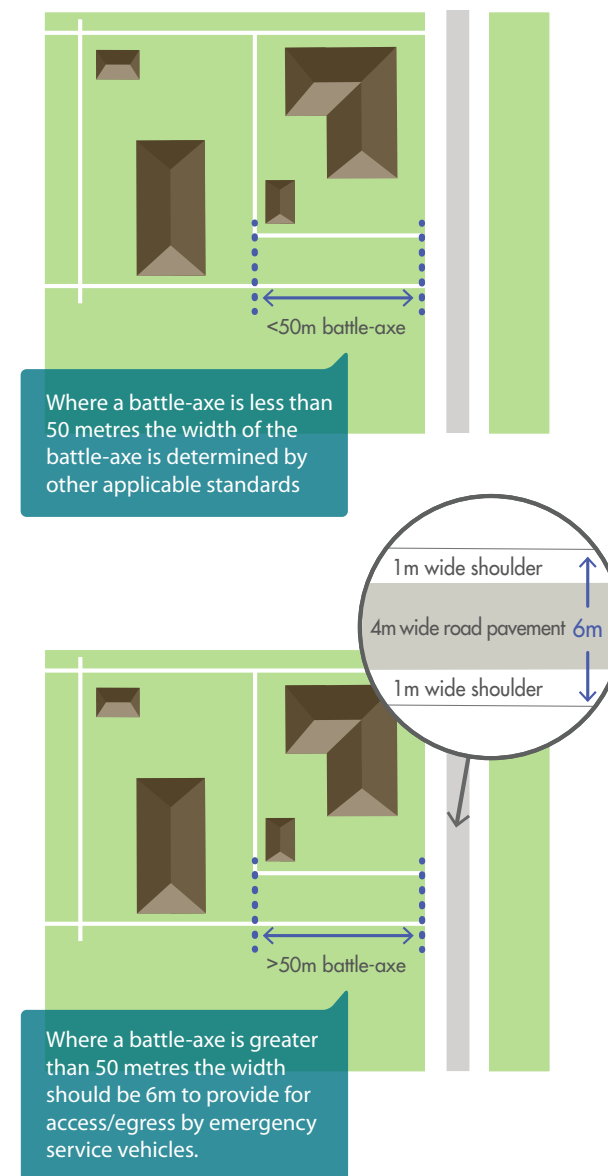 <50m battle-axe
Where a battle-axe is less than
50 metres the width of the
battle-axe is determined by
other applicable standards
1m wide shoulder
4m wide road pavement 6m
1m wide shoulder
>50m battle-axe
Where a battle-axe is greater
than 50 metres the width
should be 6m to provide for
access/egress by emergency
service vehicles.